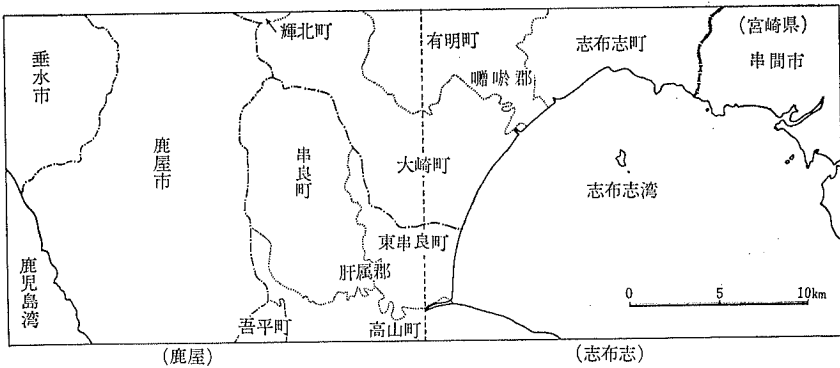 輝北町
有明町
志布志町
(宮崎県)
串間市
垂水市
囎唹郡
鹿屋市
串良町
大崎町
志布志湾
東串良町
肝属郡
鹿児島湾
吾平町
高山町
0
5
10km
(鹿屋)
(志布志)